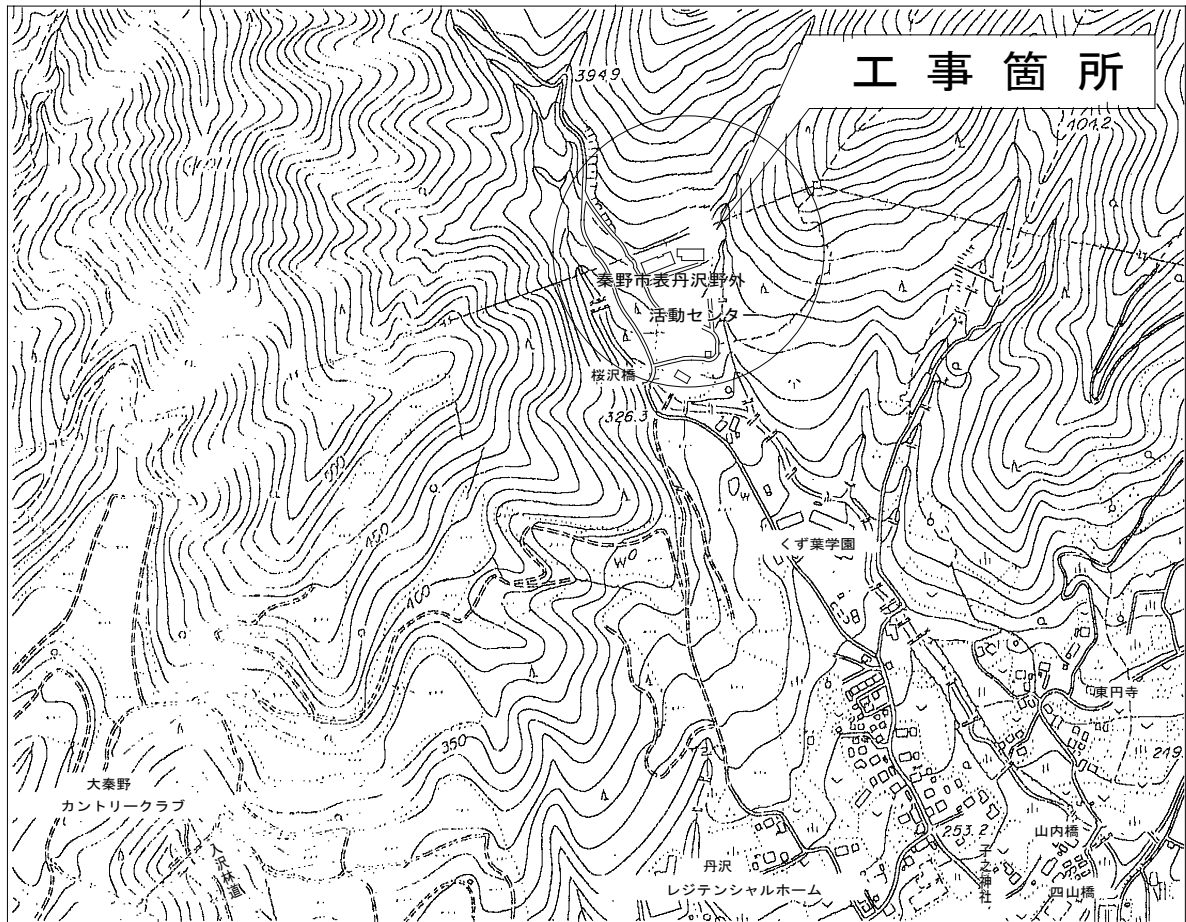 工事箇所
394.9
401.2
秦野市表丹沢野外
活動センター
桜沢橋
326.3
500
450
400
くず葉学園
350
東円寺
219
大秦野
カントリークラブ
入沢林道
253.2
山内橋
子之神社
四山橋
丹沢
レジテンシャルホーム